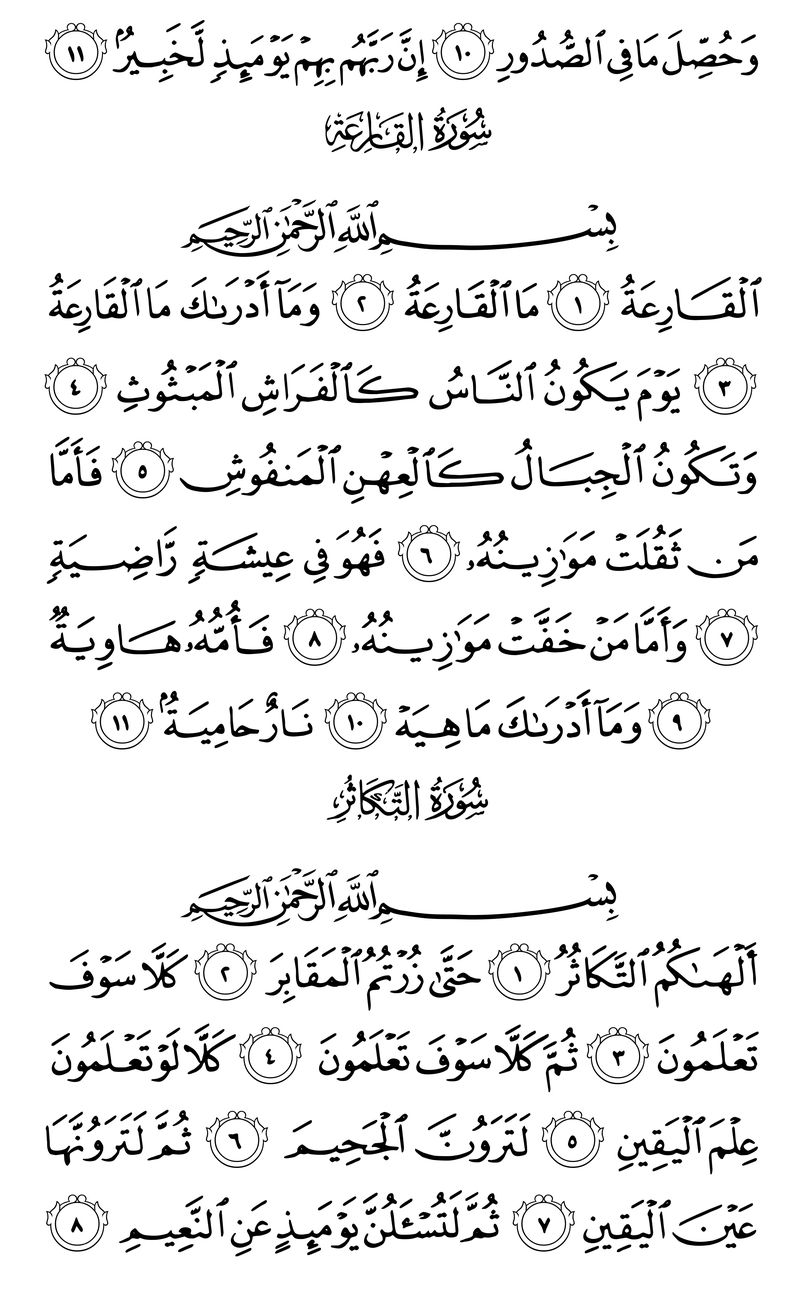 وَحُصِّلَ مَا فِى ٱلصُّدُورِ ١٠ إِنَّ رَبَّهُم بِهِمْ يَوْمَئِذٍ لَّخَبِيرُۢ ١١
سُورَةُ القَارِعَةِ
بِسْمِ ٱللَّهِ ٱلرَّحْمَٰنِ ٱلرَّحِيمِ
ٱلْقَارِعَةُ ١ مَا ٱلْقَارِعَةُ ٢ وَمَآ أَدْرَىٰكَ مَا ٱلْقَارِعَةُ
٣ يَوْمَ يَكُونُ ٱلنَّاسُ كَٱلْفَرَاشِ ٱلْمَبْثُوثِ ٤
وَتَكُونُ ٱلْجِبَالُ كَٱلْعِهْنِ ٱلْمَنفُوشِ ٥ فَأَمَّا
مَن ثَقُلَتْ مَوَٰزِينُهُۥ ٦ فَهُوَ فِى عِيشَةٍ رَّاضِيَةٍ
٧ وَأَمَّا مَنْ خَفَّتْ مَوَٰزِينُهُۥ ٨ فَأُمُّهُۥ هَاوِيَةٌ
٩ وَمَآ أَدْرَىٰكَ مَا هِيَهْ ١٠ نَارٌ حَامِيَةُۢ ١١
سُورَةُ التَّكَاثُرِ
بِسْمِ ٱللَّهِ ٱلرَّحْمَٰنِ ٱلرَّحِيمِ
أَلْهَىٰكُمُ ٱلتَّكَاثُرُ ١ حَتَّىٰ زُرْتُمُ ٱلْمَقَابِرَ ٢ كَلَّا سَوْفَ
تَعْلَمُونَ ٣ ثُمَّ كَلَّا سَوْفَ تَعْلَمُونَ ٤ كَلَّا لَوْ تَعْلَمُونَ
عِلْمَ ٱلْيَقِينِ ٥ لَتَرَوُنَّ ٱلْجَحِيمَ ٦ ثُمَّ لَتَرَوُنَّهَا
عَيْنَ ٱلْيَقِينِ ٧ ثُمَّ لَتُسْـَٔلُنَّ يَوْمَئِذٍ عَنِ ٱلنَّعِيمِ ٨